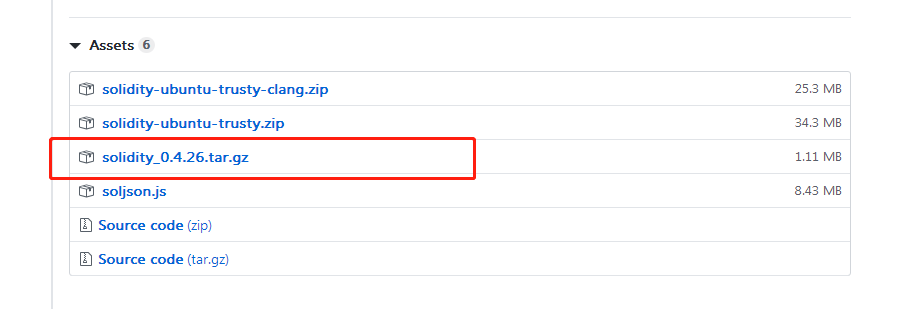 Assets 6
solidity-ubuntu-trusty-clang.zip 25.3 MB
solidity-ubuntu-trusty.zip 34.3 MB
solidity_0.4.26.tar.gz 1.11 MB
soljson.js 8.43 MB
Source code (zip)
Source code (tar.gz)